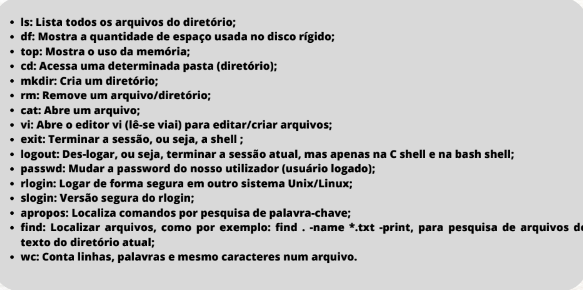 • ls: Lista todos os arquivos do diretório;
• df: Mostra a quantidade de espaço usada no disco rígido;
• top: Mostra o uso da memória;
• cd: Acessa uma determinada pasta (diretório);
• mkdir: Cria um diretório;
• rm: Remove um arquivo/diretório;
• cat: Abre um arquivo;
• vi: Abre o editor vi (lê-se viai) para editar/criar arquivos;
• exit: Terminar a sessão, ou seja, a shell ;
• logout: Des-logar, ou seja, terminar a sessão atual, mas apenas na C shell e na bash shell;
• passwd: Mudar a password do nosso utilizador (usuário logado);
• rlogin: Logar de forma segura em outro sistema Unix/Linux;
• slogin: Versão segura do rlogin;
• apropos: Localiza comandos por pesquisa de palavra-chave;
• find: Localizar arquivos, como por exemplo: find . -name *.txt -print, para pesquisa de arquivos de
texto do diretório atual;
• wc: Conta linhas, palavras e mesmo caracteres num arquivo.